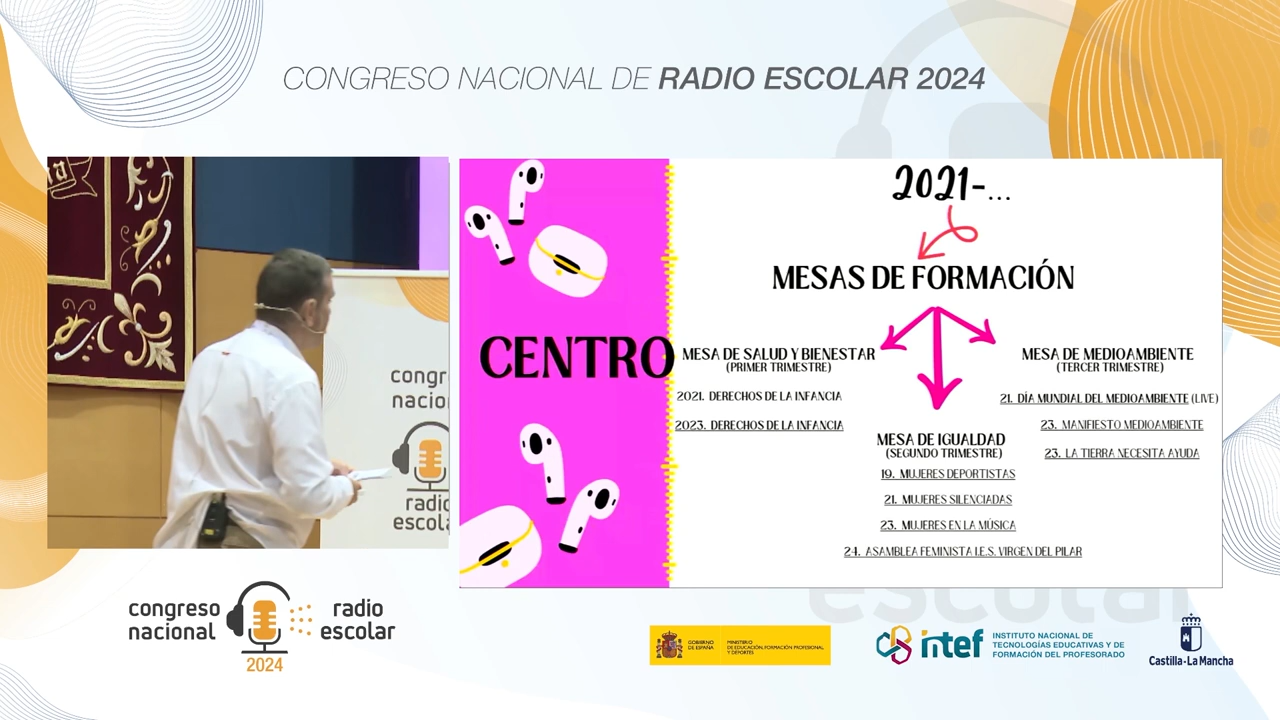 CONGRESO NACIONAL DE RADIO ESCOLAR 2024
congr
nacio
radio
escola
CENTRO
2021-...
MESAS DE FORMACIÓN
MESA DE SALUD Y BIENESTAR
(PRIMER TRIMESTRE)
2021. DERECHOS DE LA INFANCIA
2023. DERECHOS DE LA INFANCIA
MESA DE IGUALDAD
(SEGUNDO TRIMESTRE)
19. MUJERES DEPORTISTAS
21. MUJERES SILENCIADAS
23. MUJERES EN LA MÚSICA
24. ASAMBLEA FEMINISTA I.E.S. VIRGEN DEL PILAR
MESA DE MEDIOAMBIENTE
(TERCER TRIMESTRE)
21. DÍA MUNDIAL DEL MEDIOAMBIENTE (LIVE)
23. MANIFIESTO MEDIOAMBIENTE
23. LA TIERRA NECESITA AYUDA
congreso
nacional
radio
escolar
2024
escolar
GOBIERNO
DE ESPAÑA
MINISTERIO
DE EDUCACIÓN, FORMACIÓN PROFESIONAL
Y DEPORTES
intef
INSTITUTO NACIONAL DE
TECNOLOGÍAS EDUCATIVAS Y DE
FORMACIÓN DEL PROFESORADO
Castilla-La Mancha